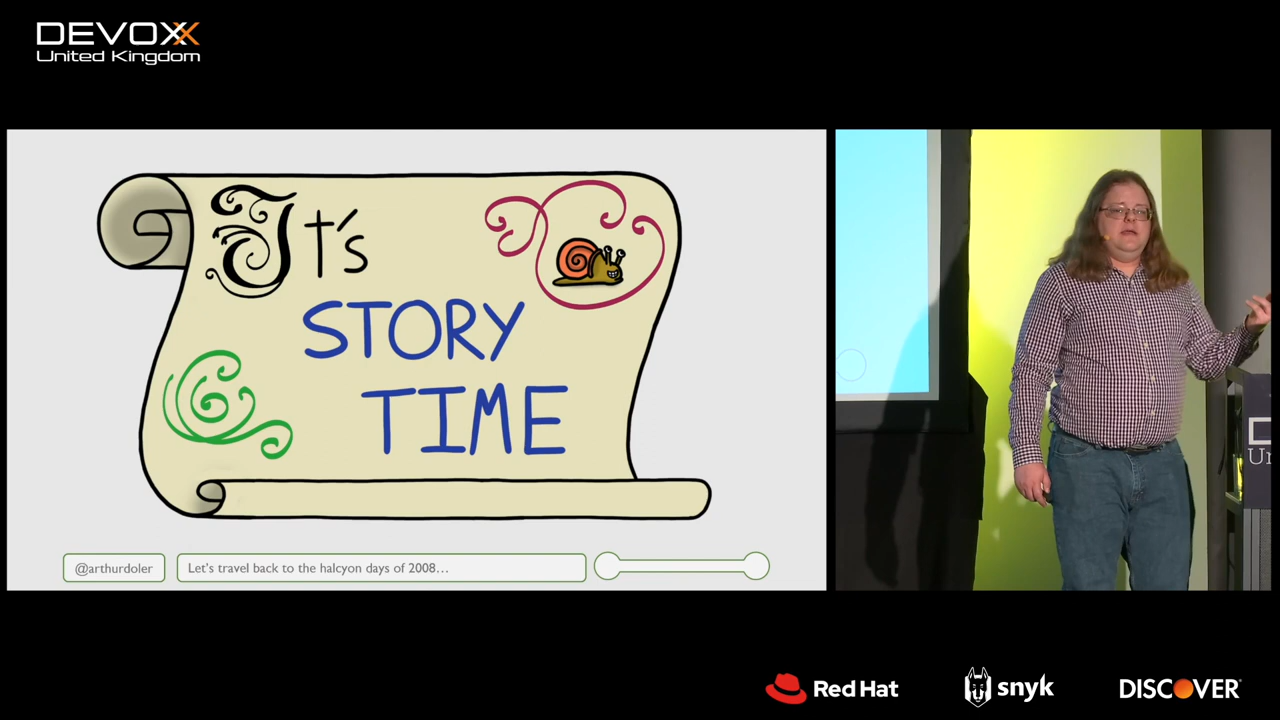 DEVOXX
United Kingdom
It's
STORY
TIME
@arthurdoler
Let's travel back to the halcyon days of 2008...
Red Hat
snyk
DISCOVER